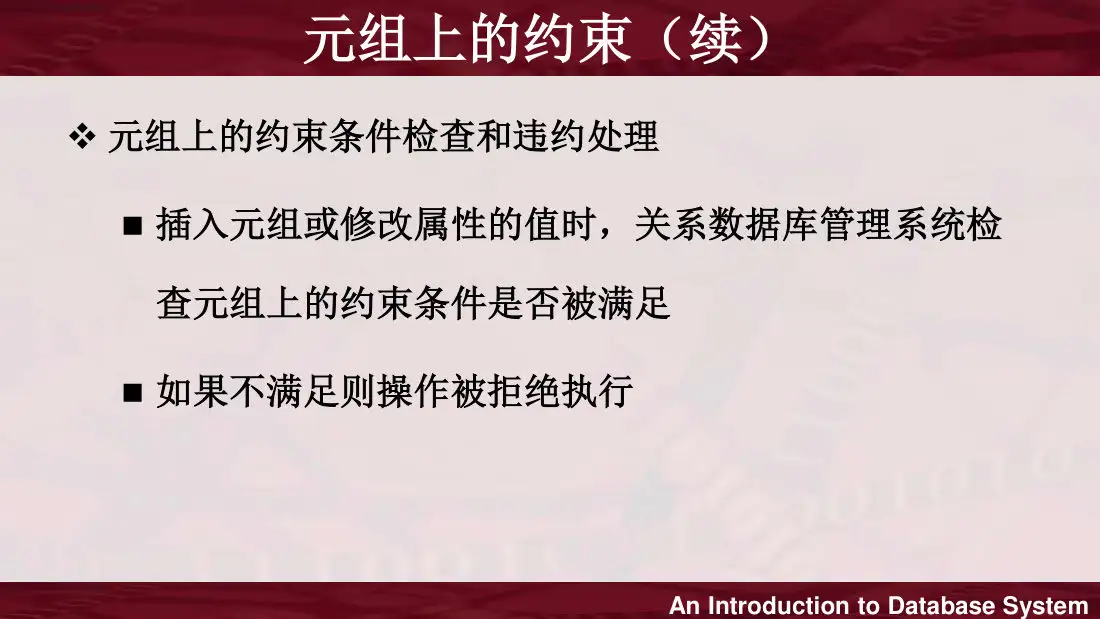 元组上的约束（续）
❖ 元组上的约束条件检查和违约处理
■ 插入元组或修改属性的值时，关系数据库管理系统检
查元组上的约束条件是否被满足
■ 如果不满足则操作被拒绝执行
An Introduction to Database System